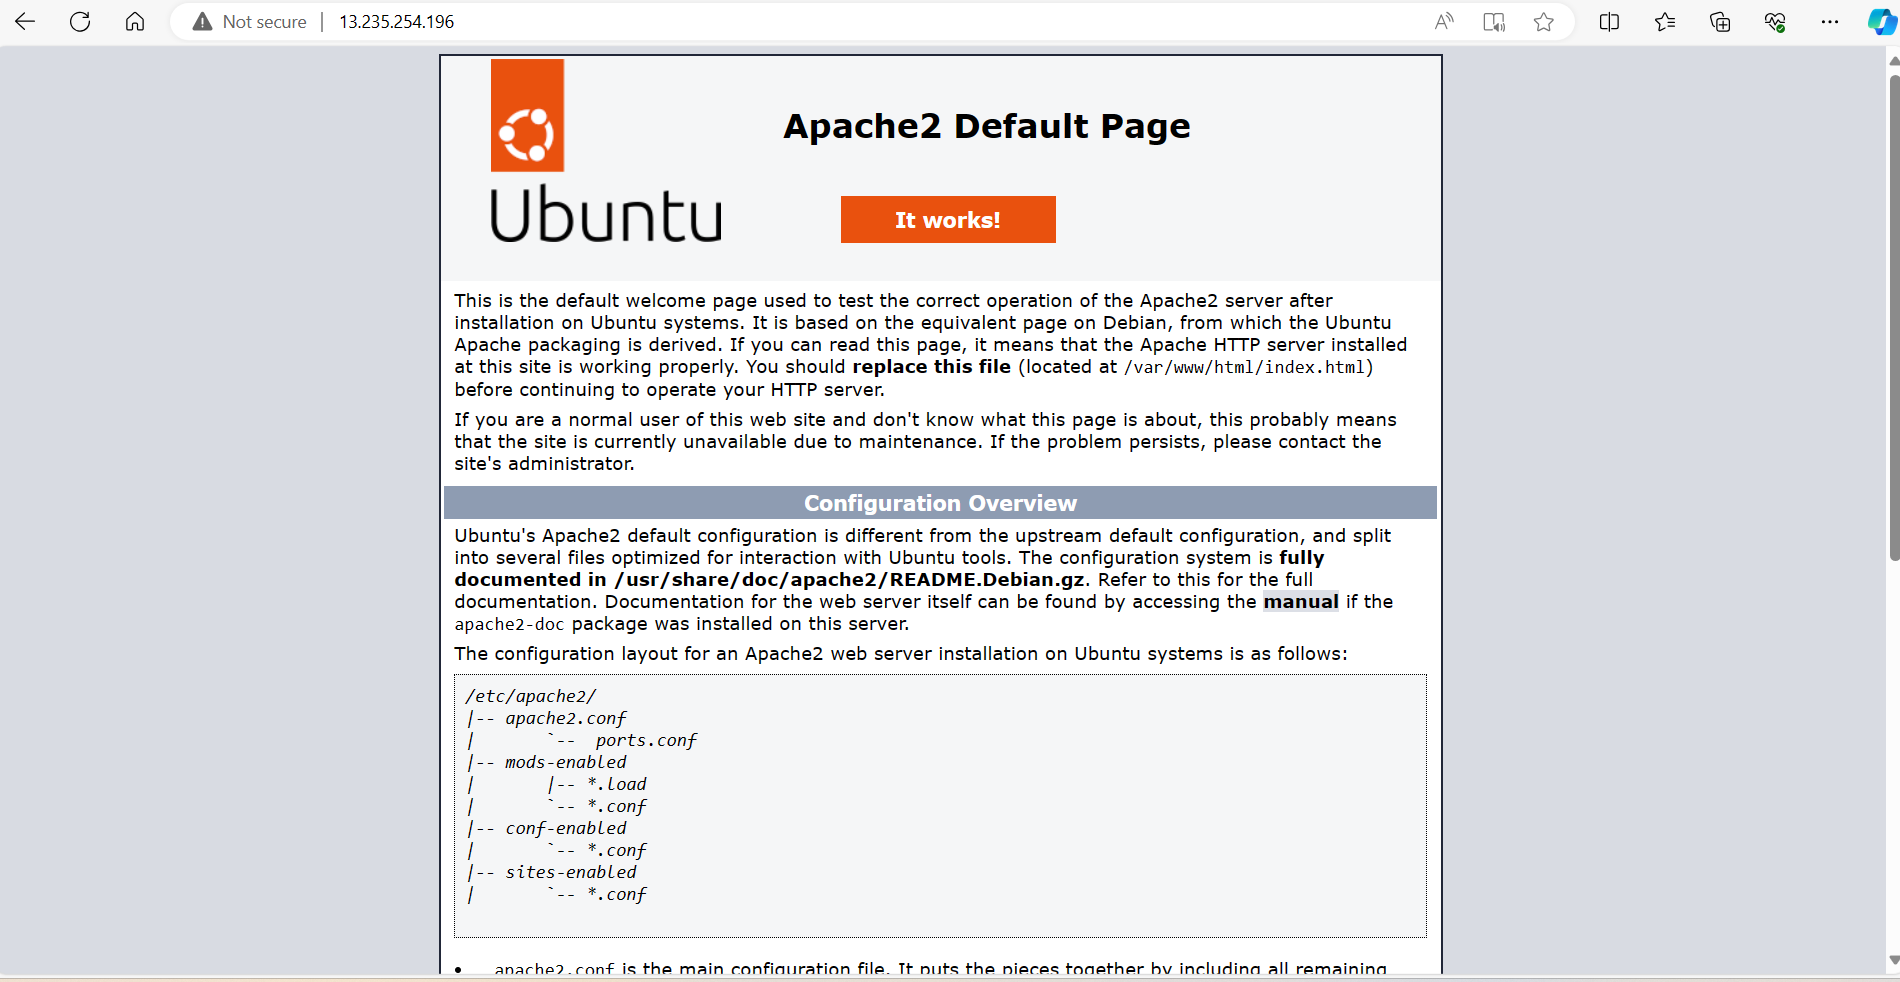 Not secure | 13.235.254.196
Apache2 Default Page
Ubuntu
It works!
This is the default welcome page used to test the correct operation of the Apache2 server after
installation on Ubuntu systems. It is based on the equivalent page on Debian, from which the Ubuntu
Apache packaging is derived. If you can read this page, it means that the Apache HTTP server installed
at this site is working properly. You should replace this file (located at /var/www/html/index.html)
before continuing to operate your HTTP server.
If you are a normal user of this web site and don't know what this page is about, this probably means
that the site is currently unavailable due to maintenance. If the problem persists, please contact the
site's administrator.
Configuration Overview
Ubuntu's Apache2 default configuration is different from the upstream default configuration, and split
into several files optimized for interaction with Ubuntu tools. The configuration system is fully
documented in /usr/share/doc/apache2/README.Debian.gz. Refer to this for the full
documentation. Documentation for the web server itself can be found by accessing the manual if the
apache2-doc package was installed on this server.
The configuration layout for an Apache2 web server installation on Ubuntu systems is as follows:
/etc/apache2/
|-- apache2.conf
|       `--  ports.conf
|-- mods-enabled
|       |-- *.load
|       `-- *.conf
|-- conf-enabled
|       `-- *.conf
|-- sites-enabled
|       `-- *.conf
• apache2.conf is the main configuration file. It puts the pieces together by including all remaining